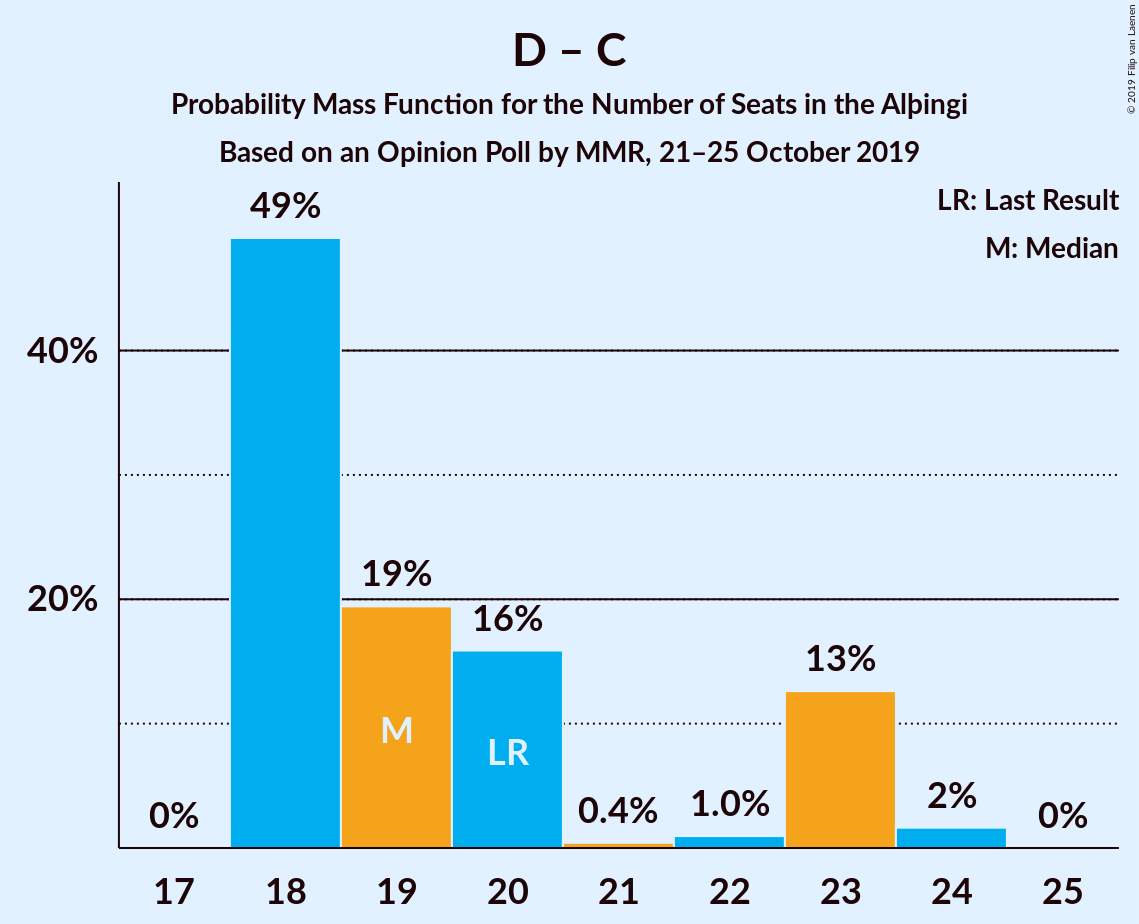 D – C
Probability Mass Function for the Number of Seats in the Alþingi
Based on an Opinion Poll by MMR, 21–25 October 2019
© 2019 Filip van Laenen
LR: Last Result
M: Median
49%
40%
19%
20%
16%
13%
M
LR
0%
0.4%
1.0%
2%
0%
17 18 19 20 21 22 23 24 25